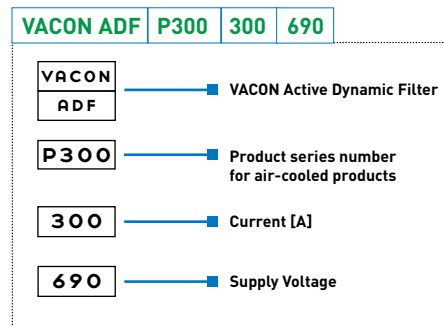 VACON ADF P300 300 690
VACON
ADF
VACON Active Dynamic Filter
P300
Product series number
for air-cooled products
300
Current [A]
690
Supply Voltage